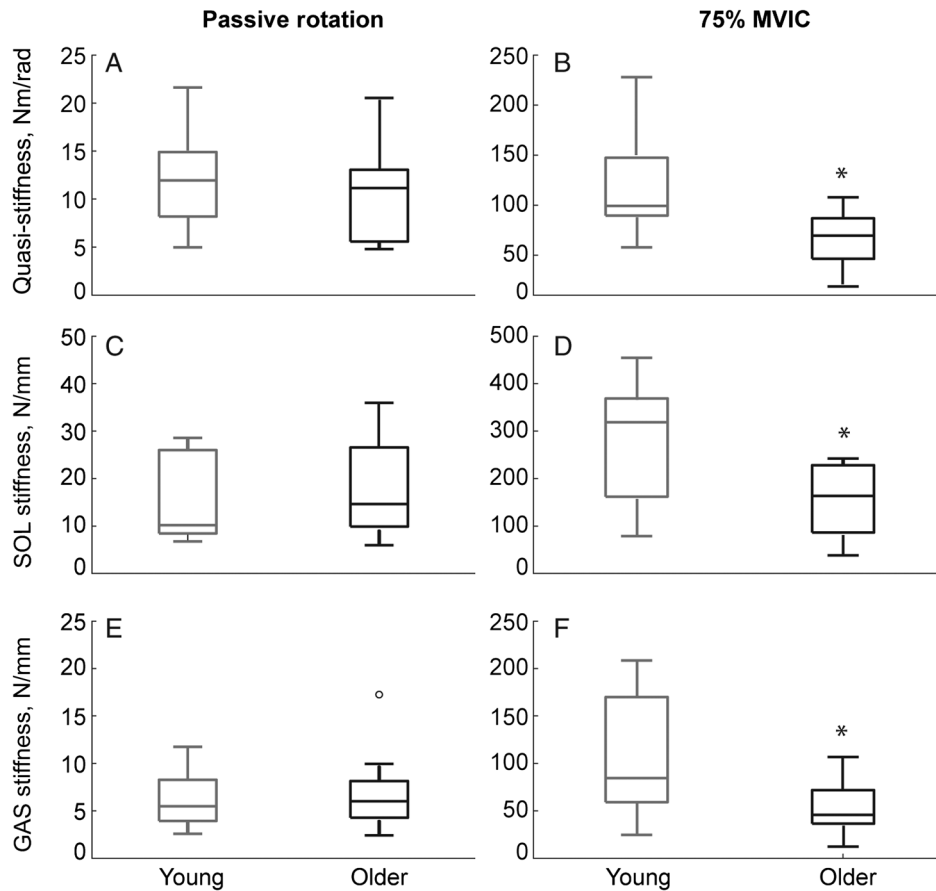 Passive rotation
75% MVIC
Quasi-stiffness, Nm/rad
25
20
15
10
5
0
A
250
200
150
100
50
0
B
*
SOL stiffness, N/mm
50
40
30
20
10
0
C
500
400
300
200
100
0
D
*
GAS stiffness, N/mm
25
20
15
10
5
0
E
250
200
150
100
50
0
F
*
Young
Older
Young
Older